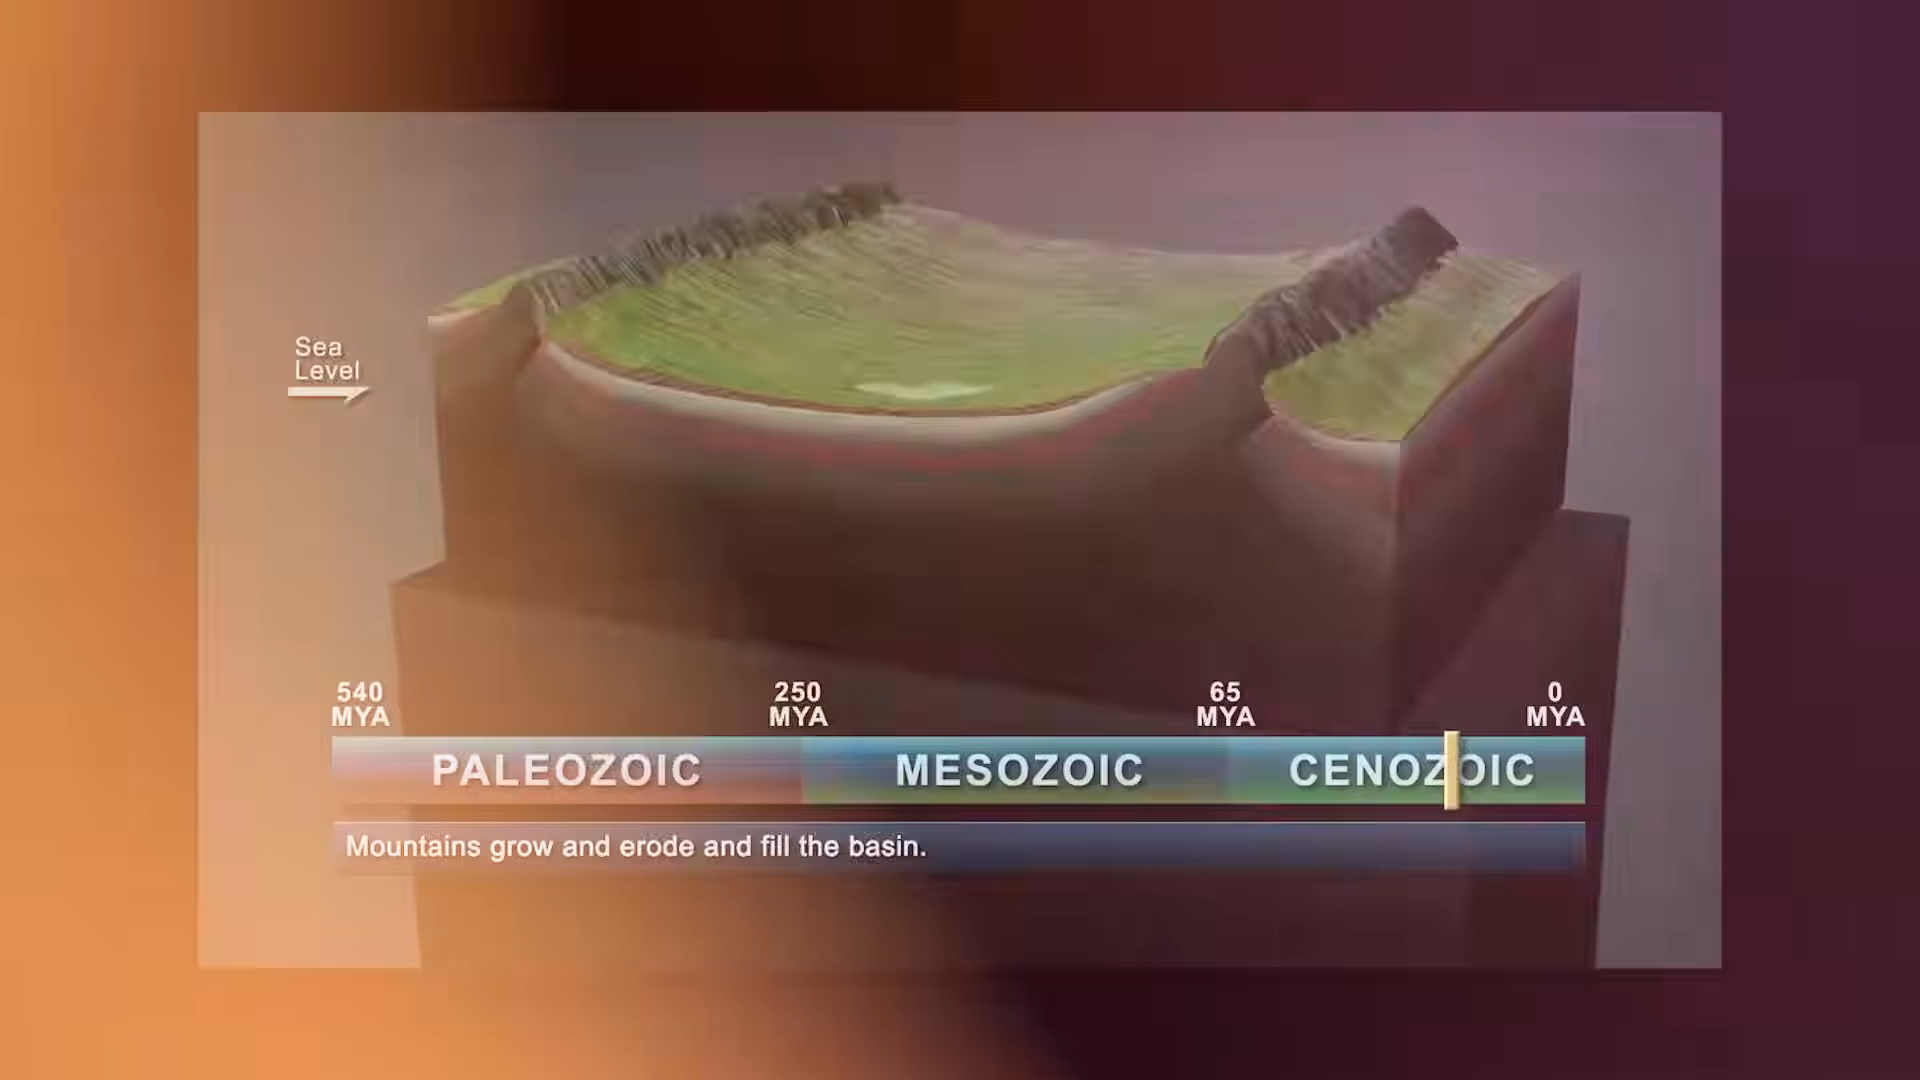 Sea
Level
540
MYA
250
MYA
65
MYA
0
MYA
PALEOZOIC
MESOZOIC
CENOZOIC
Mountains grow and erode and fill the basin.